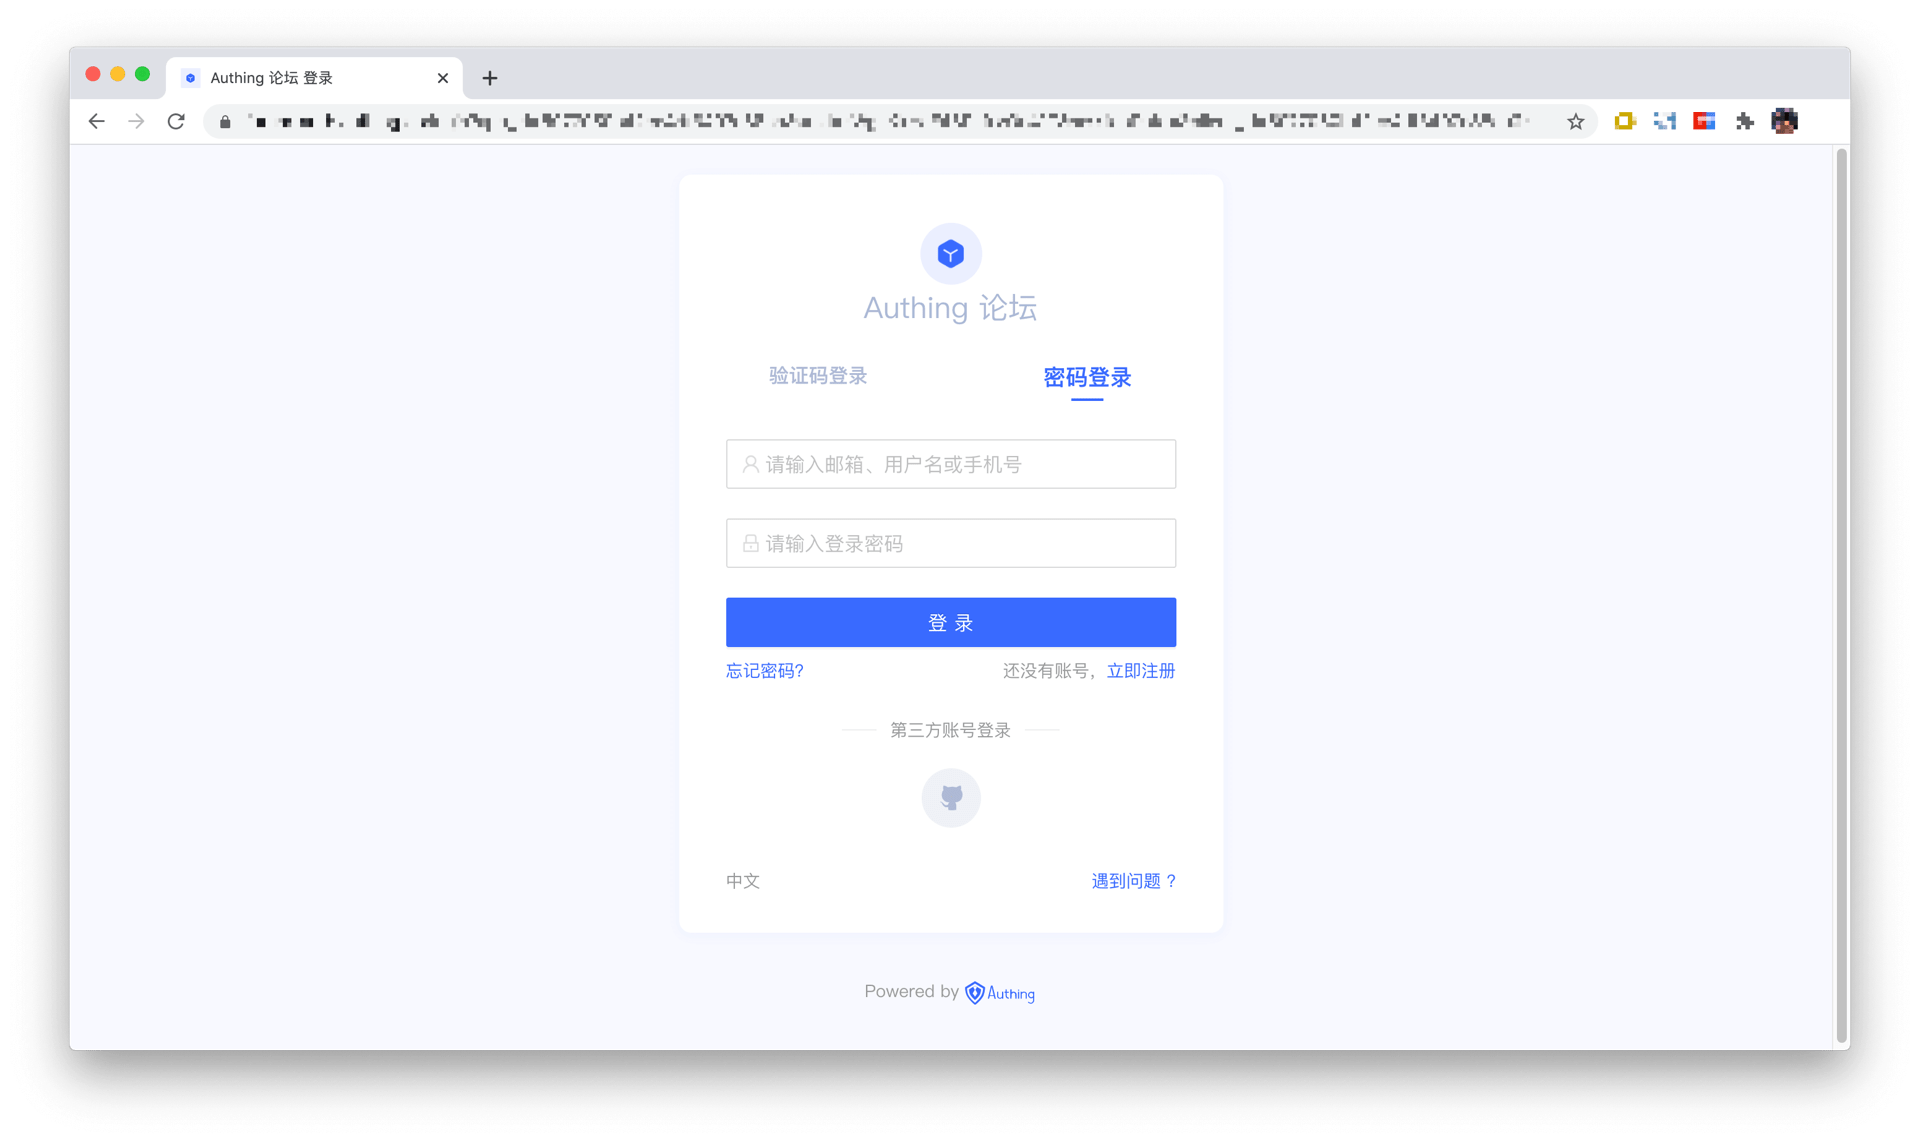 Authing 论坛 登录
Authing 论坛
验证码登录
密码登录
请输入邮箱、用户名或手机号
请输入登录密码
登 录
忘记密码?
还没有账号，立即注册
第三方账号登录
中文
遇到问题 ?
Powered by Authing